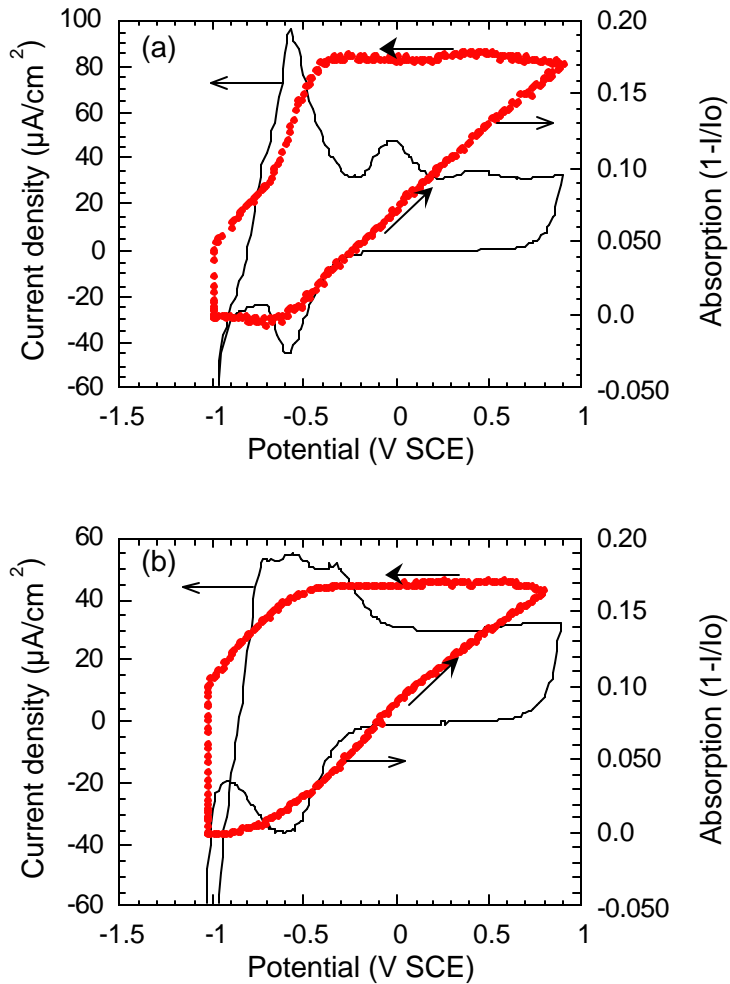 (a)
100
80
60
40
20
0
-20
-40
-60
Current density (µA/cm²)
0.20
0.15
0.10
0.050
0.0
-0.050
Absorption (1-I/Io)
-1.5 -1 -0.5 0 0.5 1
Potential (V SCE)
(b)
60
40
20
0
-20
-40
-60
Current density (µA/cm²)
0.20
0.15
0.10
0.050
0.0
-0.050
Absorption (1-I/Io)
-1.5 -1 -0.5 0 0.5 1
Potential (V SCE)